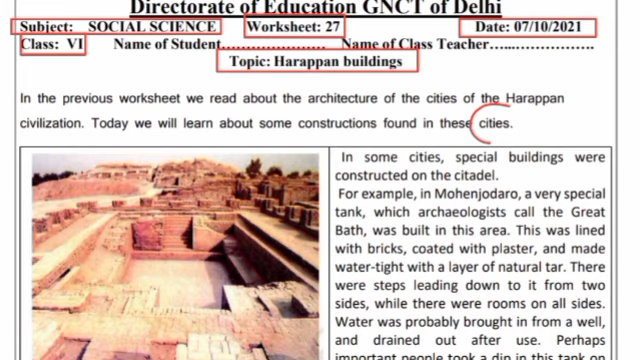 Directorate of Education GNCT of Delhi
Subject: SOCIAL SCIENCE Worksheet: 27 Date: 07/10/2021
Class: VI Name of Student………………… Name of Class Teacher…...…………….
Topic: Harappan buildings
In the previous worksheet we read about the architecture of the cities of the Harappan
civilization. Today we will learn about some constructions found in these cities.
In some cities, special buildings were
constructed on the citadel.
For example, in Mohenjodaro, a very special
tank, which archaeologists call the Great
Bath, was built in this area. This was lined
with bricks, coated with plaster, and made
water-tight with a layer of natural tar. There
were steps leading down to it from two
sides, while there were rooms on all sides.
Water was probably brought in from a well,
and drained out after use. Perhaps
important people took a dip in this tank on